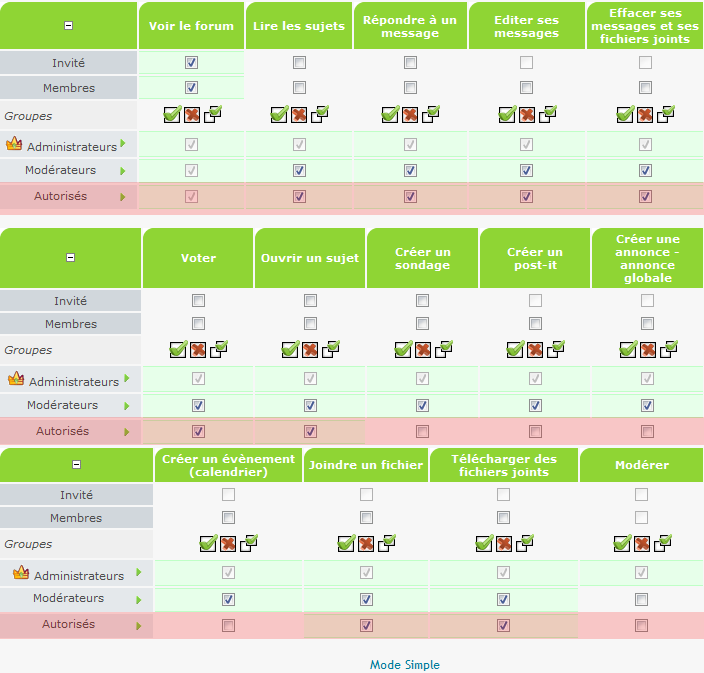 Voir le forum
Lire les sujets
Répondre à un
message
Editer ses
messages
Effacer ses
messages et ses
fichiers joints
Invité
Membres
Groupes
Administrateurs
Modérateurs
Autorisés
Voter
Ouvrir un sujet
Créer un
sondage
Créer un
post-it
Créer une
annonce -
annonce
globale
Invité
Membres
Groupes
Administrateurs
Modérateurs
Autorisés
Créer un évènement
(calendrier)
Joindre un fichier
Télécharger des
fichiers joints
Modérer
Invité
Membres
Groupes
Administrateurs
Modérateurs
Autorisés
Mode Simple